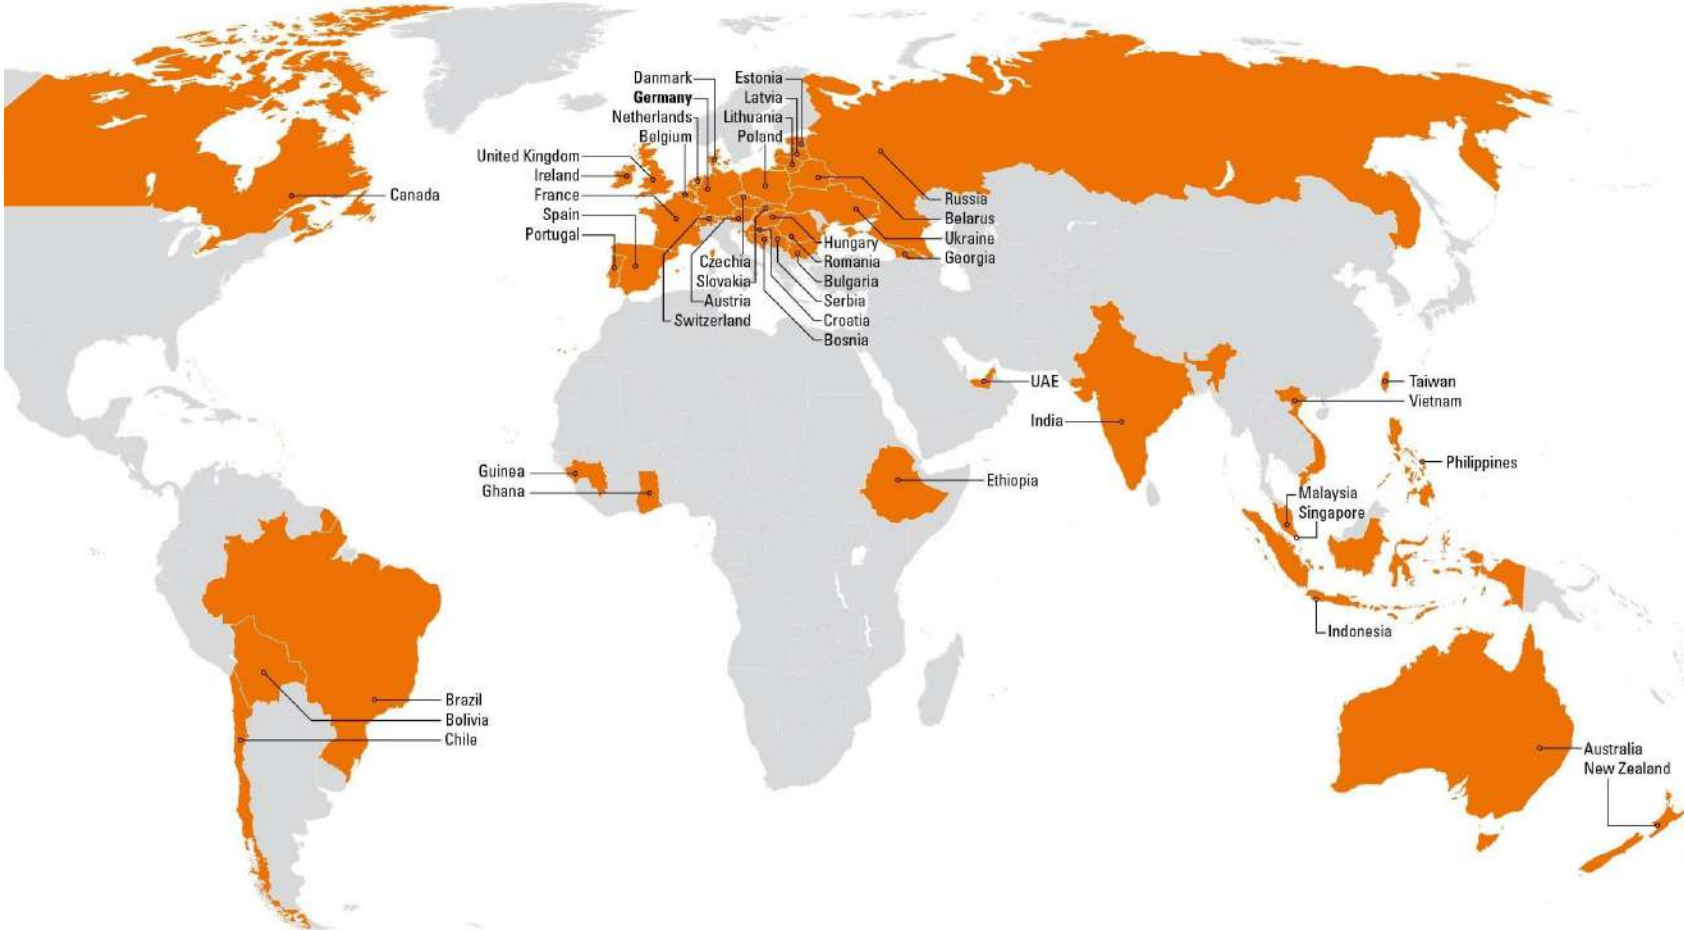 Danmark
Germany
Netherlands
Belgium
United Kingdom
Ireland
France
Spain
Portugal
Estonia
Latvia
Lithuania
Poland
Canada
Russia
Belarus
Ukraine
Georgia
Hungary
Romania
Bulgaria
Serbia
Croatia
Bosnia
Czechia
Slovakia
Austria
Switzerland
UAE
India
Taiwan
Vietnam
Philippines
Guinea
Ghana
Ethiopia
Malaysia
Singapore
Indonesia
Brazil
Bolivia
Chile
Australia
New Zealand